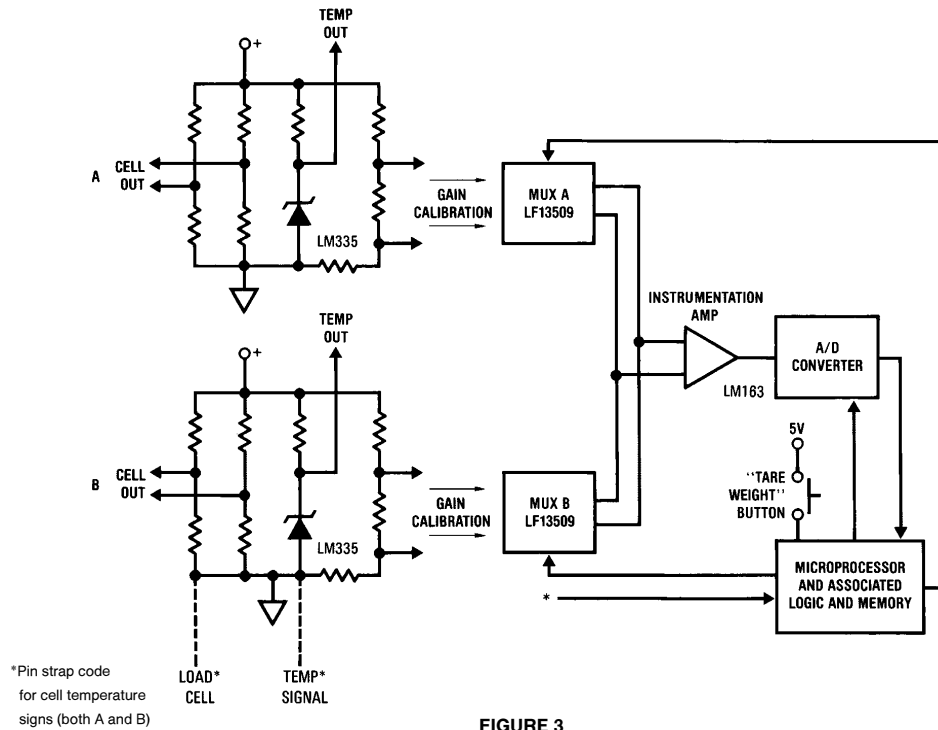 TEMP
OUT
+
A
CELL
OUT
LM335
GAIN
CALIBRATION
MUX A
LF13509
INSTRUMENTATION
AMP
LM163
A/D
CONVERTER
TEMP
OUT
+
B
CELL
OUT
LM335
GAIN
CALIBRATION
MUX B
LF13509
5V
"TARE
WEIGHT"
BUTTON
MICROPROCESSOR
AND ASSOCIATED
LOGIC AND MEMORY
*
LOAD*
CELL
TEMP*
SIGNAL
*Pin strap code
for cell temperature
signs (both A and B)
FIGURE 3